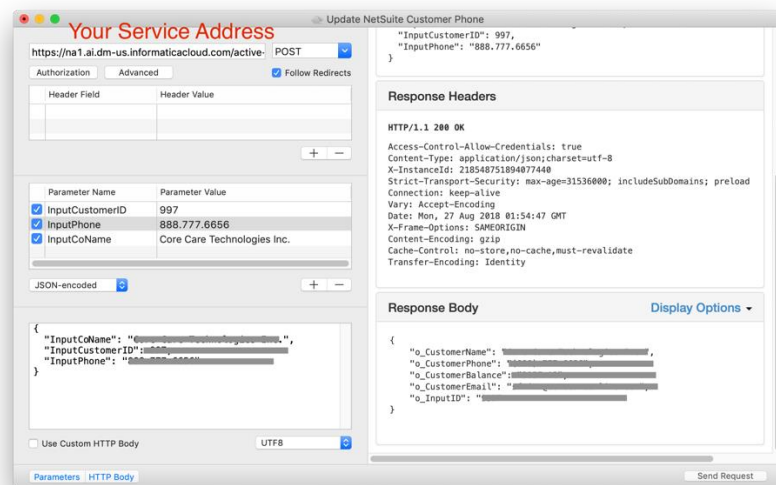 Update NetSuite Customer Phone
Your Service Address
https://na1.ai.dm-us.informaticacloud.com/active-
POST
Authorization
Advanced
Follow Redirects
Header Field
Header Value
+ −
Parameter Name
Parameter Value
InputCustomerID
997
InputPhone
888.777.6656
InputCoName
Core Care Technologies Inc.
JSON-encoded
+ −
{
"InputCoName": "
"InputCustomerID":
"InputPhone": "
}
Use Custom HTTP Body
UTF8
Parameters
HTTP Body
"InputCustomerID": 997,
"InputPhone": "888.777.6656"
}
Response Headers
HTTP/1.1 200 OK
Access-Control-Allow-Credentials: true
Content-Type: application/json;charset=utf-8
X-InstanceId: 218548751894077440
Strict-Transport-Security: max-age=31536000; includeSubDomains; preload
Connection: keep-alive
Vary: Accept-Encoding
Date: Mon, 27 Aug 2018 01:54:47 GMT
X-Frame-Options: SAMEORIGIN
Content-Encoding: gzip
Cache-Control: no-store,no-cache,must-revalidate
Transfer-Encoding: Identity
Response Body
Display Options
{
"o_CustomerName":
"o_CustomerPhone":
"o_CustomerBalance":
"o_CustomerEmail": "
"o_InputID": "
}
Send Request